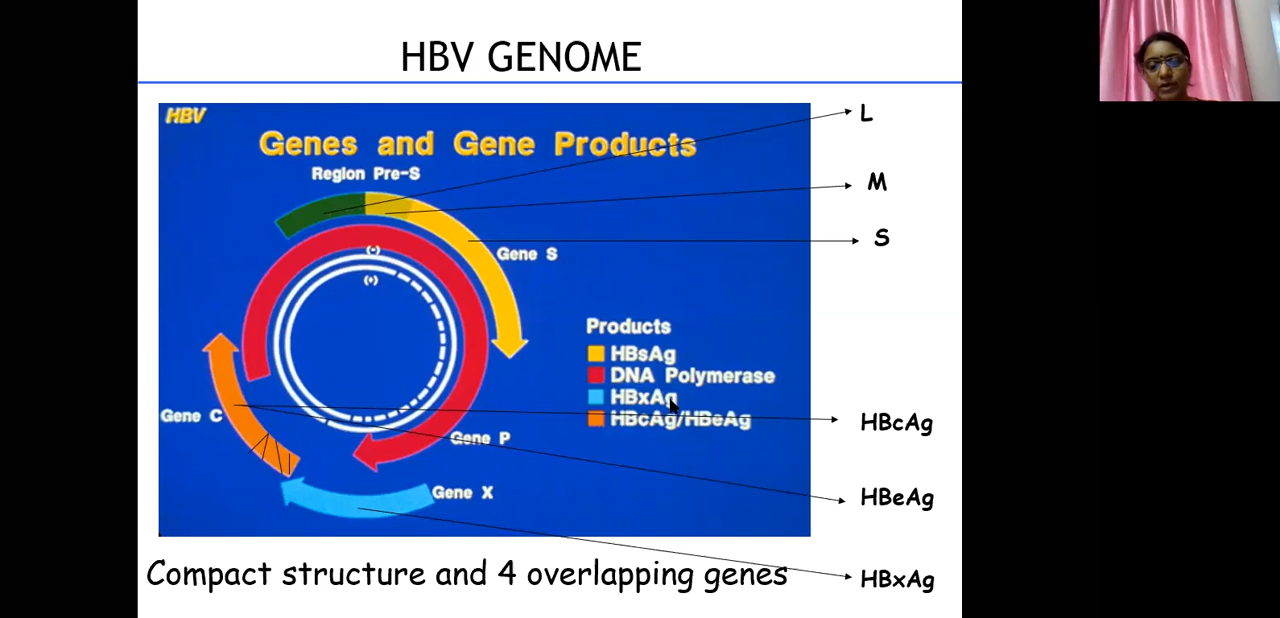 HBV GENOME
HBV
Genes and Gene Products
Region Pre-S
L
M
S
(-)
(+)
Gene S
Products
HBsAg
DNA Polymerase
HBxAg
HBcAg/HBeAg
Gene C
Gene P
Gene X
HBcAg
HBeAg
HBxAg
Compact structure and 4 overlapping genes